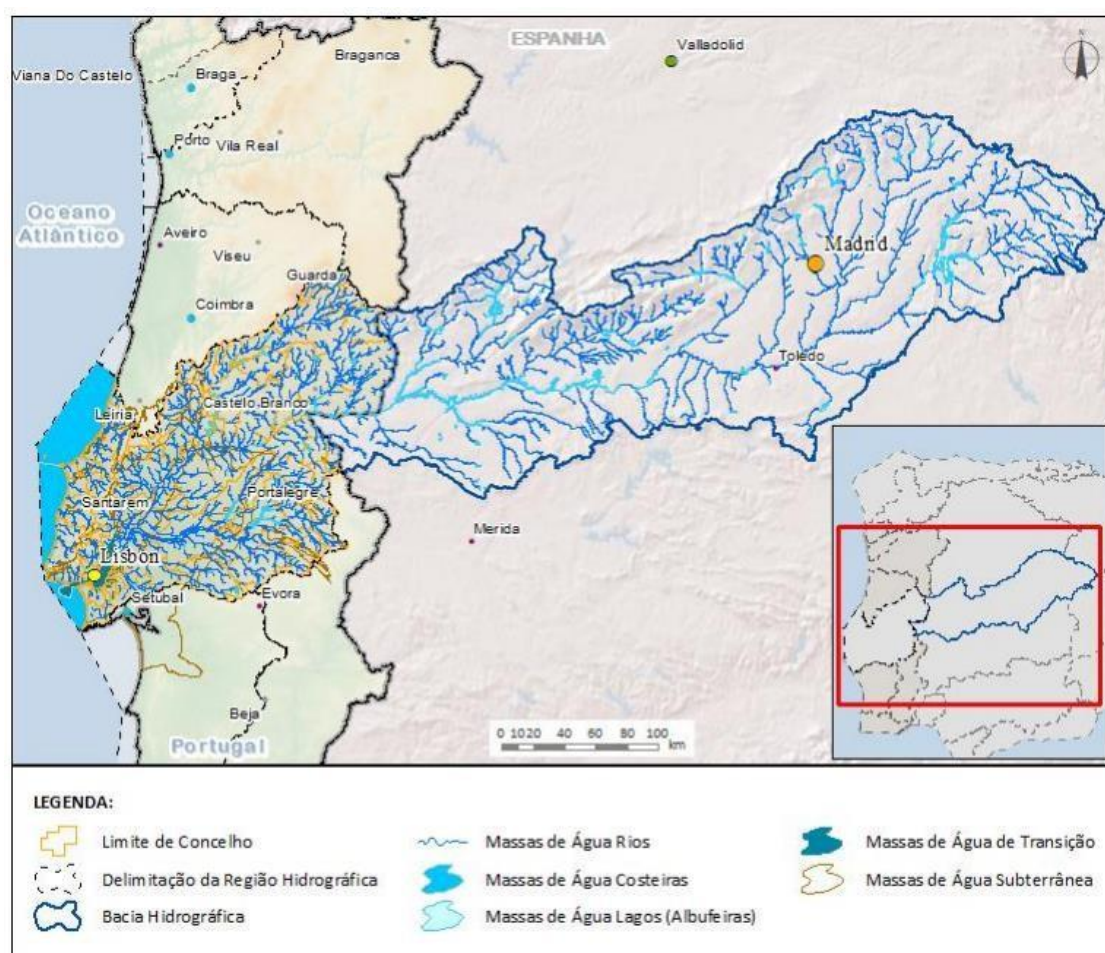 ESPANHA
Valladolid
N
Braganca
Viana Do Castelo
Braga
Porto
Vila Real
Oceano
Atlântico
Aveiro
Viseu
Madrid
Guarda
Coimbra
Toledo
Leiria
Castelo Branco
Santarem
Portalegre
Merida
Lisbon
Setubal
Evora
Beja
Portugal
0 10 20 40 60 80 100
km
LEGENDA:
Limite de Concelho
Delimitação da Região Hidrográfica
Bacia Hidrográfica
Massas de Água Rios
Massas de Água Costeiras
Massas de Água Lagos (Albufeiras)
Massas de Água de Transição
Massas de Água Subterrânea